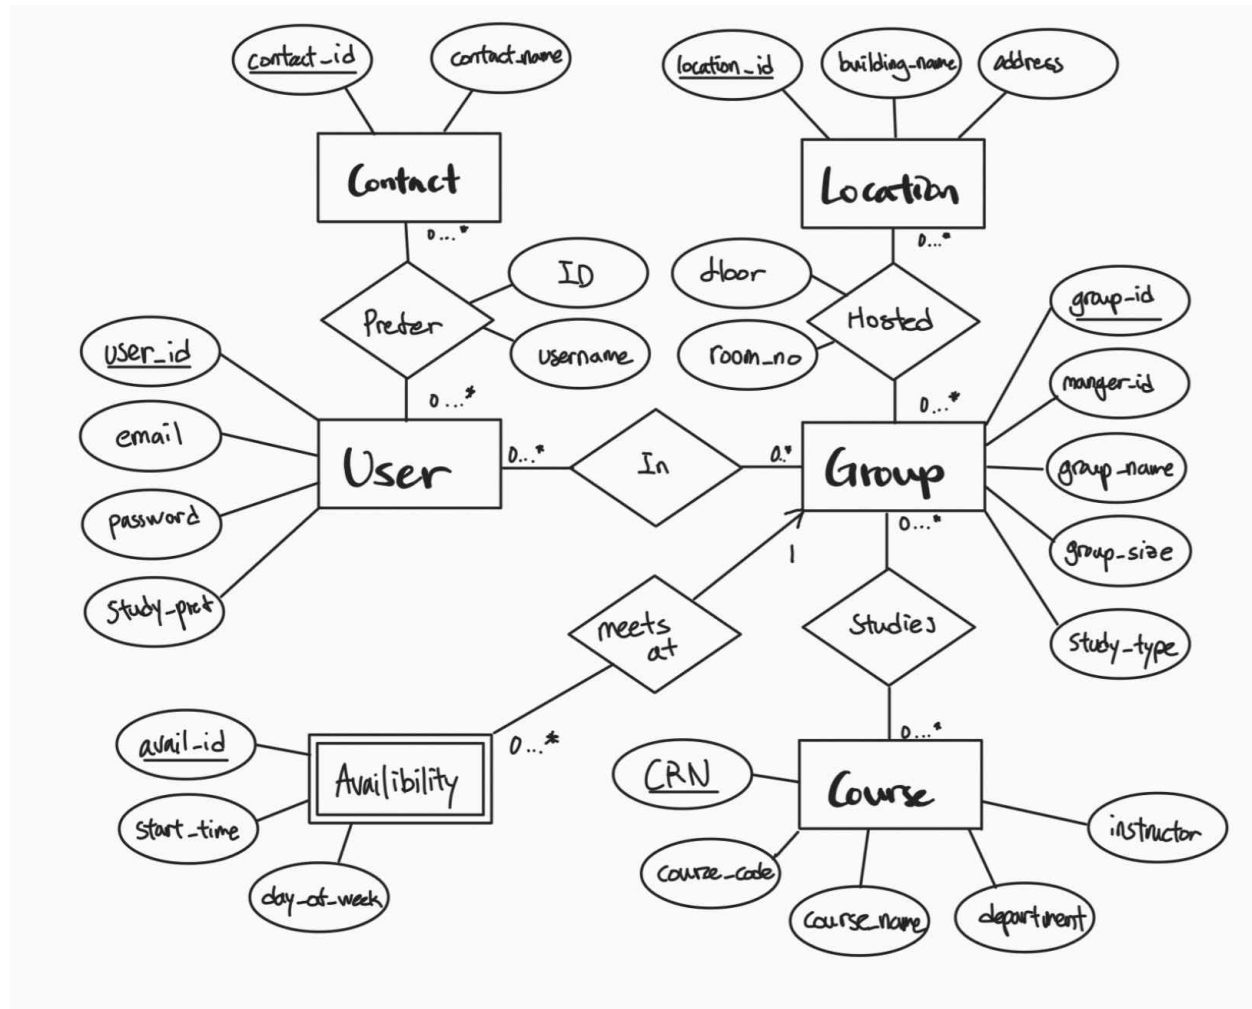 contact_id
contact_name
location_id
building_name
address
Contact
Location
0...*
0...*
ID
username
Prefer
floor
room_no
Hosted
group_id
user_id
manger_id
email
0...*
0...*
User
0...*
In
0.*
Group
group_name
password
0...*
group_size
study_pref
1
meets
at
Studies
study_type
avail_id
0...*
0...*
Availibility
CRN
Course
start_time
instructor
course_code
day_of_week
course_name
department